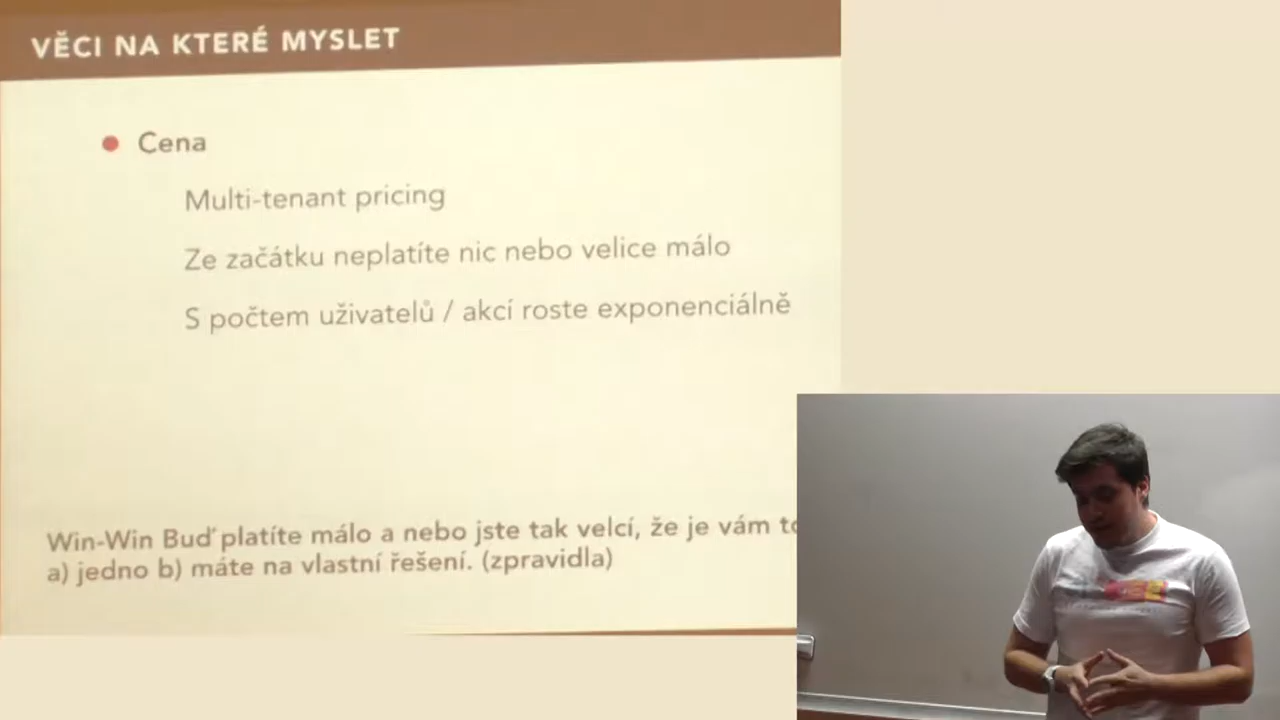 VĚCI NA KTERÉ MYSLET
Cena
Multi-tenant pricing
Ze začátku neplatíte nic nebo velice málo
S počtem uživatelů / akcí roste exponenciálně
Win-Win Buď platíte málo a nebo jste tak velcí, že je vám
a) jedno b) máte na vlastní řešení. (zpravidla)